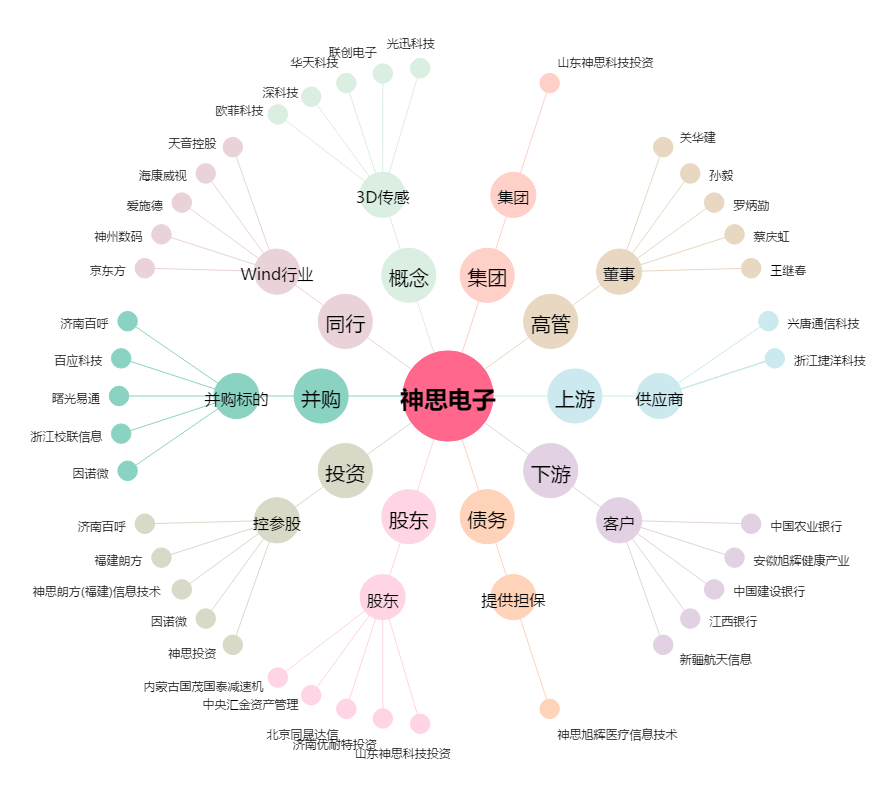 光迅科技
联创电子
华天科技
深科技
欧菲科技
3D传感
概念
山东神思科技投资
集团
集团
天音控股
海康威视
爱施德
神州数码
京东方
Wind行业
同行
关华建
孙毅
罗炳勤
蔡庆虹
王继春
董事
高管
济南百呼
百应科技
曙光易通
浙江校联信息
因诺微
并购标的
并购
神思电子
上游
供应商
兴唐通信科技
浙江捷洋科技
投资
控参股
济南百呼
福建朗方
神思朗方(福建)信息技术
因诺微
神思投资
下游
客户
中国农业银行
安徽旭辉健康产业
中国建设银行
江西银行
新疆航天信息
股东
股东
内蒙古国茂国泰减速机
中央汇金资产管理
北京同晟达信
济南优耐特投资
山东神思科技投资
债务
提供担保
神思旭辉医疗信息技术